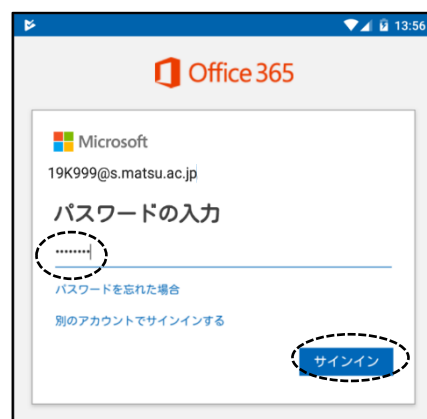 13:56
Office 365
Microsoft
19K999@s.matsu.ac.jp
パスワードの入力
••••••••
パスワードを忘れた場合
別のアカウントでサインインする
サインイン